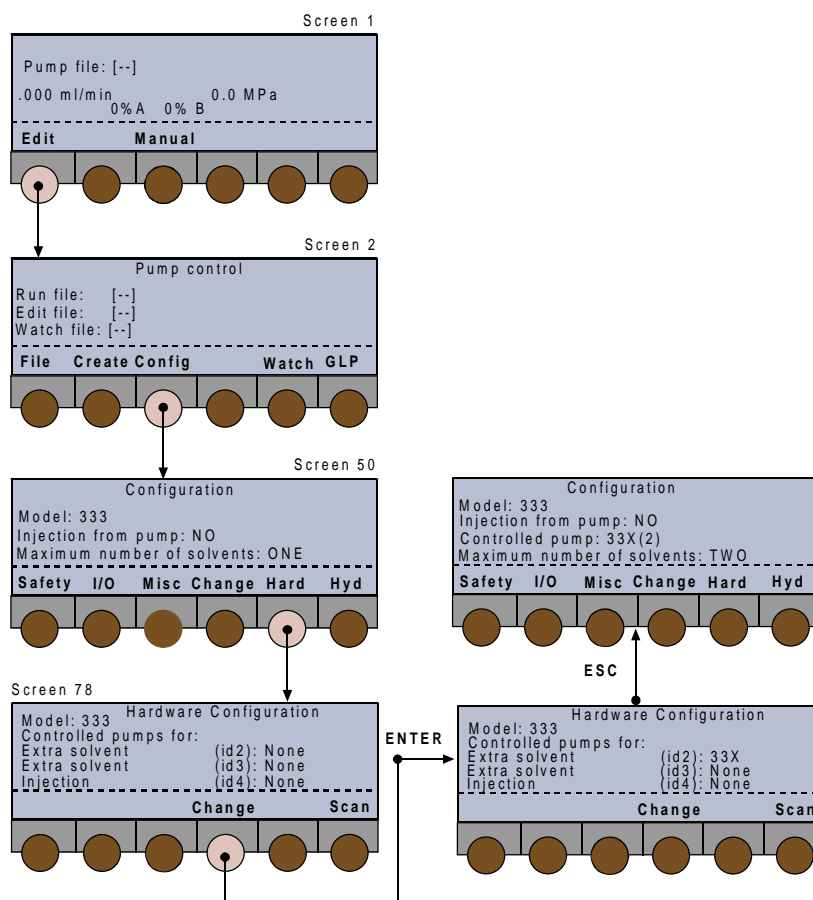 Screen 1
Pump file: [--]
.000 ml/min 0.0 MPa
0%A 0% B
Edit Manual
Screen 2
Pump control
Run file: [--]
Edit file: [--]
Watch file: [--]
File Create Config Watch GLP
Screen 50
Configuration
Model: 333
Injection from pump: NO
Maximum number of solvents: ONE
Safety I/O Misc Change Hard Hyd
Configuration
Model: 333
Injection from pump: NO
Controlled pump: 33X(2)
Maximum number of solvents: TWO
Safety I/O Misc Change Hard Hyd
ESC
Screen 78
Hardware Configuration
Model: 333
Controlled pumps for:
Extra solvent (id2): None
Extra solvent (id3): None
Injection (id4): None
Change Scan
ENTER
Hardware Configuration
Model: 333
Controlled pumps for:
Extra solvent (id2): 33X
Extra solvent (id3): None
Injection (id4): None
Change Scan